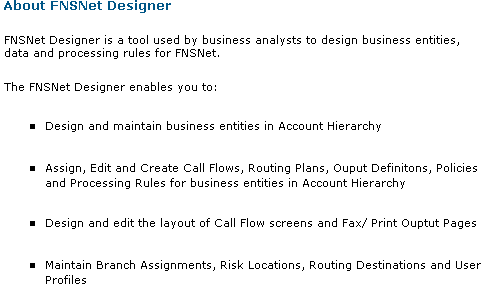 About FNSNet Designer
FNSNet Designer is a tool used by business analysts to design business entities,
data and processing rules for FNSNet.
The FNSNet Designer enables you to:
▪ Design and maintain business entities in Account Hierarchy
▪ Assign, Edit and Create Call Flows, Routing Plans, Ouput Definitons, Policies
and Processing Rules for business entities in Account Hierarchy
▪ Design and edit the layout of Call Flow screens and Fax/ Print Ouptut Pages
▪ Maintain Branch Assignments, Risk Locations, Routing Destinations and User
Profiles